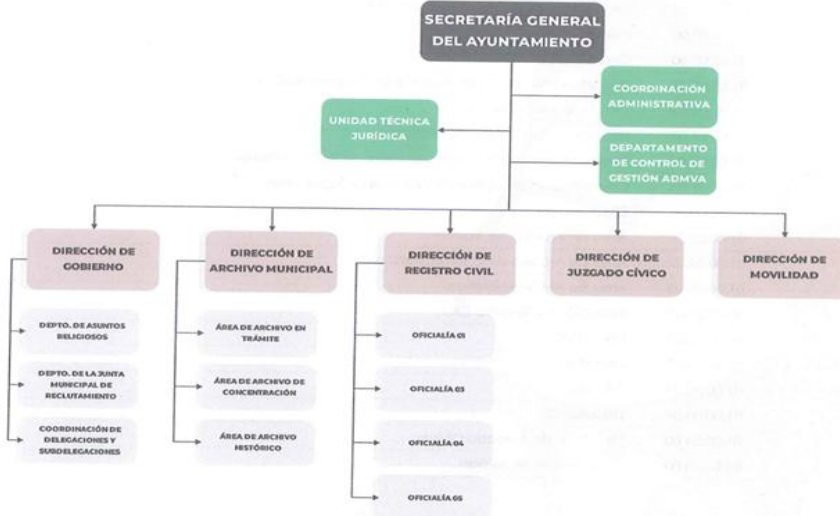 SECRETARÍA GENERAL
DEL AYUNTAMIENTO
COORDINACIÓN
ADMINISTRATIVA
UNIDAD TÉCNICA
JURÍDICA
DEPARTAMENTO
DE CONTROL DE
GESTIÓN ADMVA
DIRECCIÓN DE
GOBIERNO
DIRECCIÓN DE
ARCHIVO MUNICIPAL
DIRECCIÓN DE
REGISTRO CIVIL
DIRECCIÓN DE
JUZGADO CÍVICO
DIRECCIÓN DE
MOVILIDAD
DEPTO. DE ASUNTOS
RELIGIOSOS
DEPTO. DE LA JUNTA
MUNICIPAL DE
RECLUTAMIENTO
COORDINACIÓN DE
DELEGACIONES Y
SUBDELEGACIONES
ÁREA DE ARCHIVO EN
TRÁMITE
ÁREA DE ARCHIVO DE
CONCENTRACIÓN
ÁREA DE ARCHIVO
HISTÓRICO
OFICIALÍA 01
OFICIALÍA 03
OFICIALÍA 04
OFICIALÍA 05